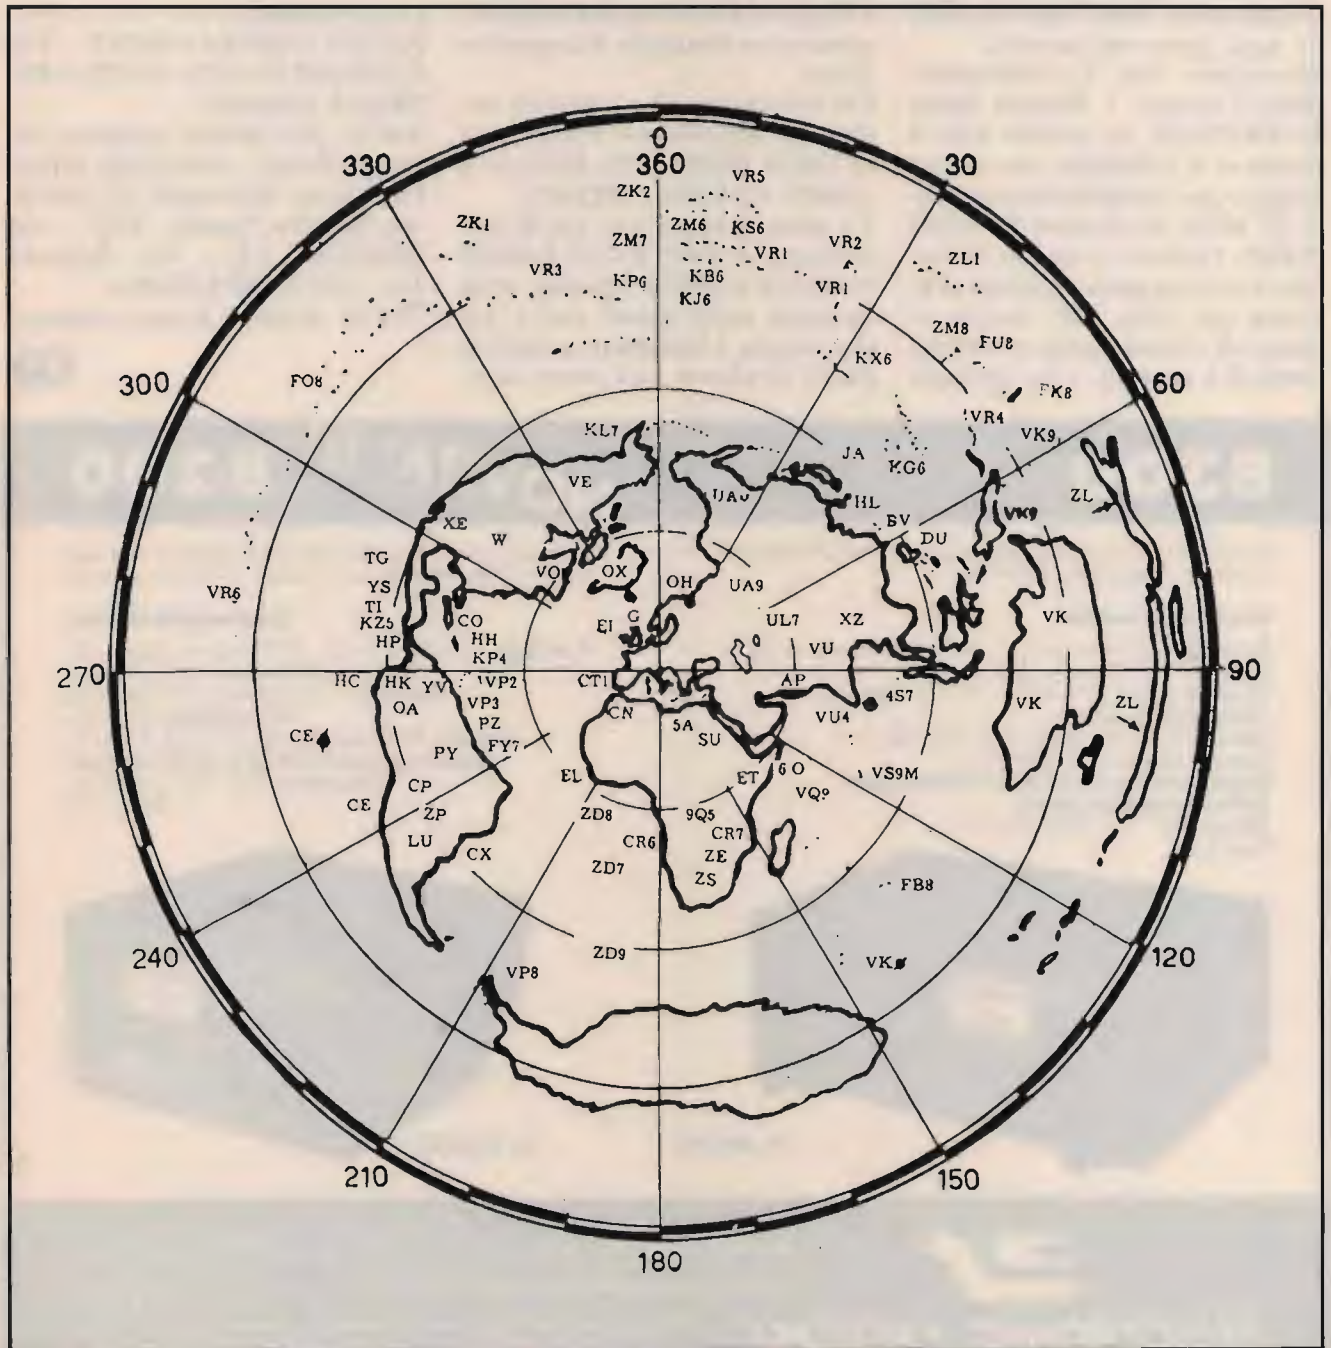 0
330 360 30
ZK2 VR5
ZK1 ZM6 KS6
ZM7 VR1 VR2 ZL1
VR3 KP6 KB6 VR1
KJ6
ZM8 FU8
KX6
300 FO8 FK8 60
VR4
KL7 VK9
JA KG6
VE
UA0 HL ZL
XE BV VK9
W DU
TG VO OX OH UA9
YS
VR6 TI
KZ5 CO EI G UL7 XZ VK
HP HH VU
KP4
270 HC HK YV VP2 CT1 AP 4S7 90
OA VP3 CN 5A VU4 VK ZL
PZ SU
CE PY FY7
EL ET 6O VS9M
CP VQ9
CE ZP ZD8 9Q5
LU CX CR6 CR7
ZD7 ZE
ZS FB8
240 ZD9 120
VP8 VKø
210 150
180